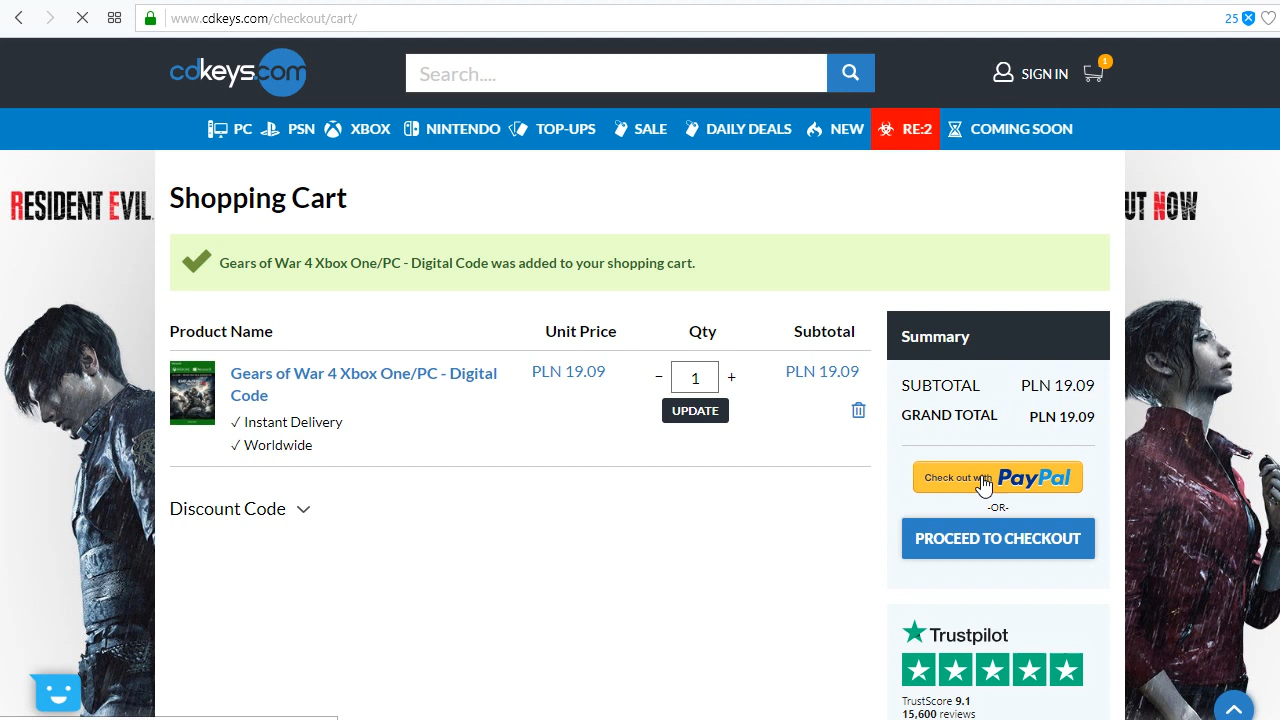 www.cdkeys.com/checkout/cart/
25
cdkeys.com
Search....
SIGN IN
1
PC
PSN
XBOX
NINTENDO
TOP-UPS
SALE
DAILY DEALS
NEW
RE:2
COMING SOON
RESIDENT EVIL
UT NOW
Shopping Cart
Gears of War 4 Xbox One/PC - Digital Code was added to your shopping cart.
Product Name
Unit Price
Qty
Subtotal
Summary
Gears of War 4 Xbox One/PC - Digital
Code
PLN 19.09
- 1 +
PLN 19.09
UPDATE
✓ Instant Delivery
✓ Worldwide
SUBTOTAL PLN 19.09
GRAND TOTAL PLN 19.09
Check out with PayPal
-OR-
PROCEED TO CHECKOUT
Discount Code
Trustpilot
TrustScore 9.1
15,600 reviews